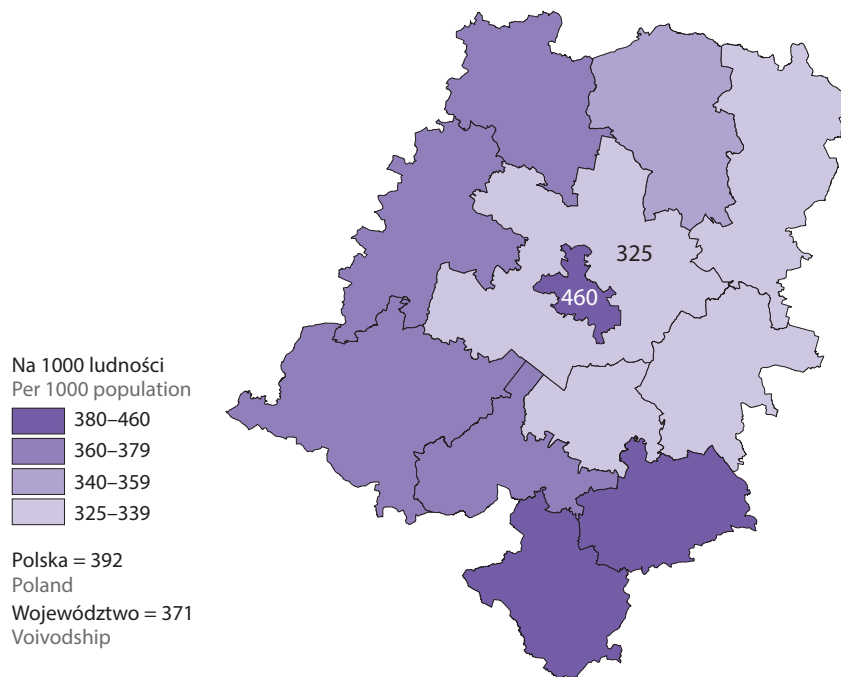 325
460
Na 1000 ludności
Per 1000 population
380–460
360–379
340–359
325–339
Polska = 392
Poland
Województwo = 371
Voivodship